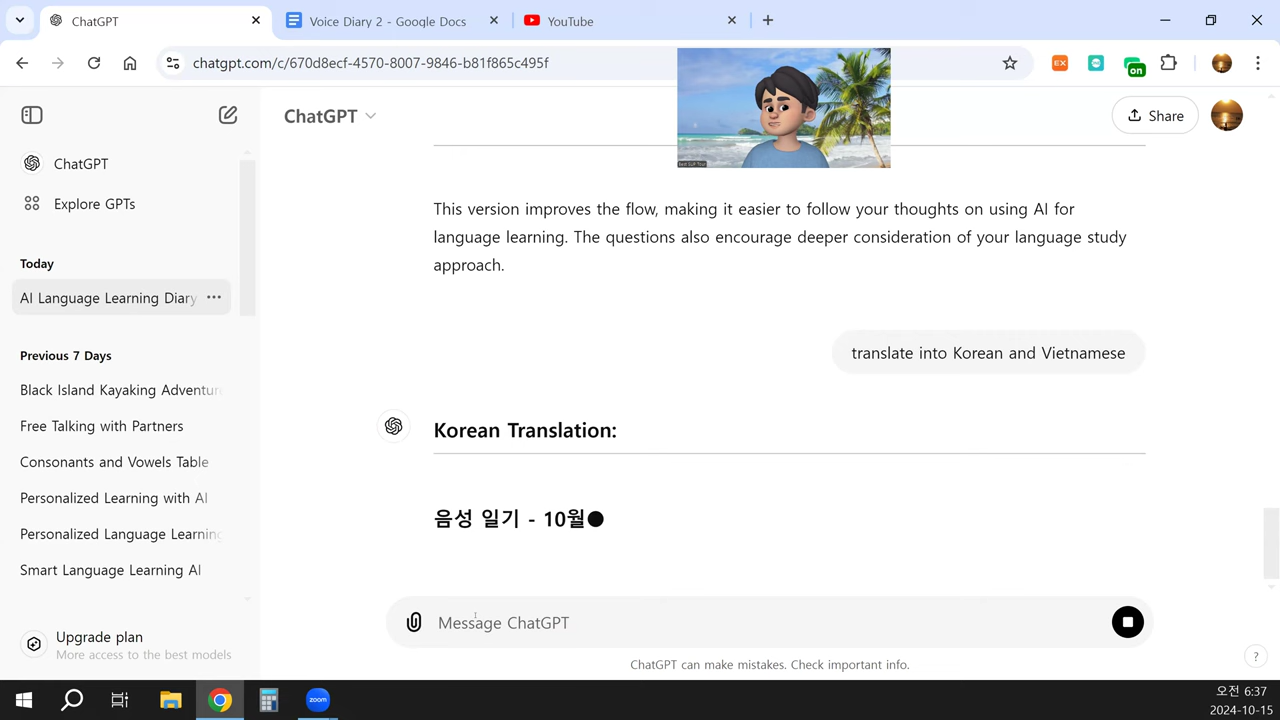 ChatGPT
Voice Diary 2 - Google Docs
YouTube
chatgpt.com/c/670d8ecf-4570-8007-9846-b81f865c495f
EX
on
ChatGPT
Share
ChatGPT
Explore GPTs
Today
AI Language Learning Diary
Previous 7 Days
Black Island Kayaking Adventur
Free Talking with Partners
Consonants and Vowels Table
Personalized Learning with AI
Personalized Language Learning
Smart Language Learning AI
Upgrade plan
More access to the best models
This version improves the flow, making it easier to follow your thoughts on using AI for
language learning. The questions also encourage deeper consideration of your language study
approach.
translate into Korean and Vietnamese
Korean Translation:
음성 일기 - 10월
Message ChatGPT
ChatGPT can make mistakes. Check important info.
?
zoom
오전 6:37
2024-10-15